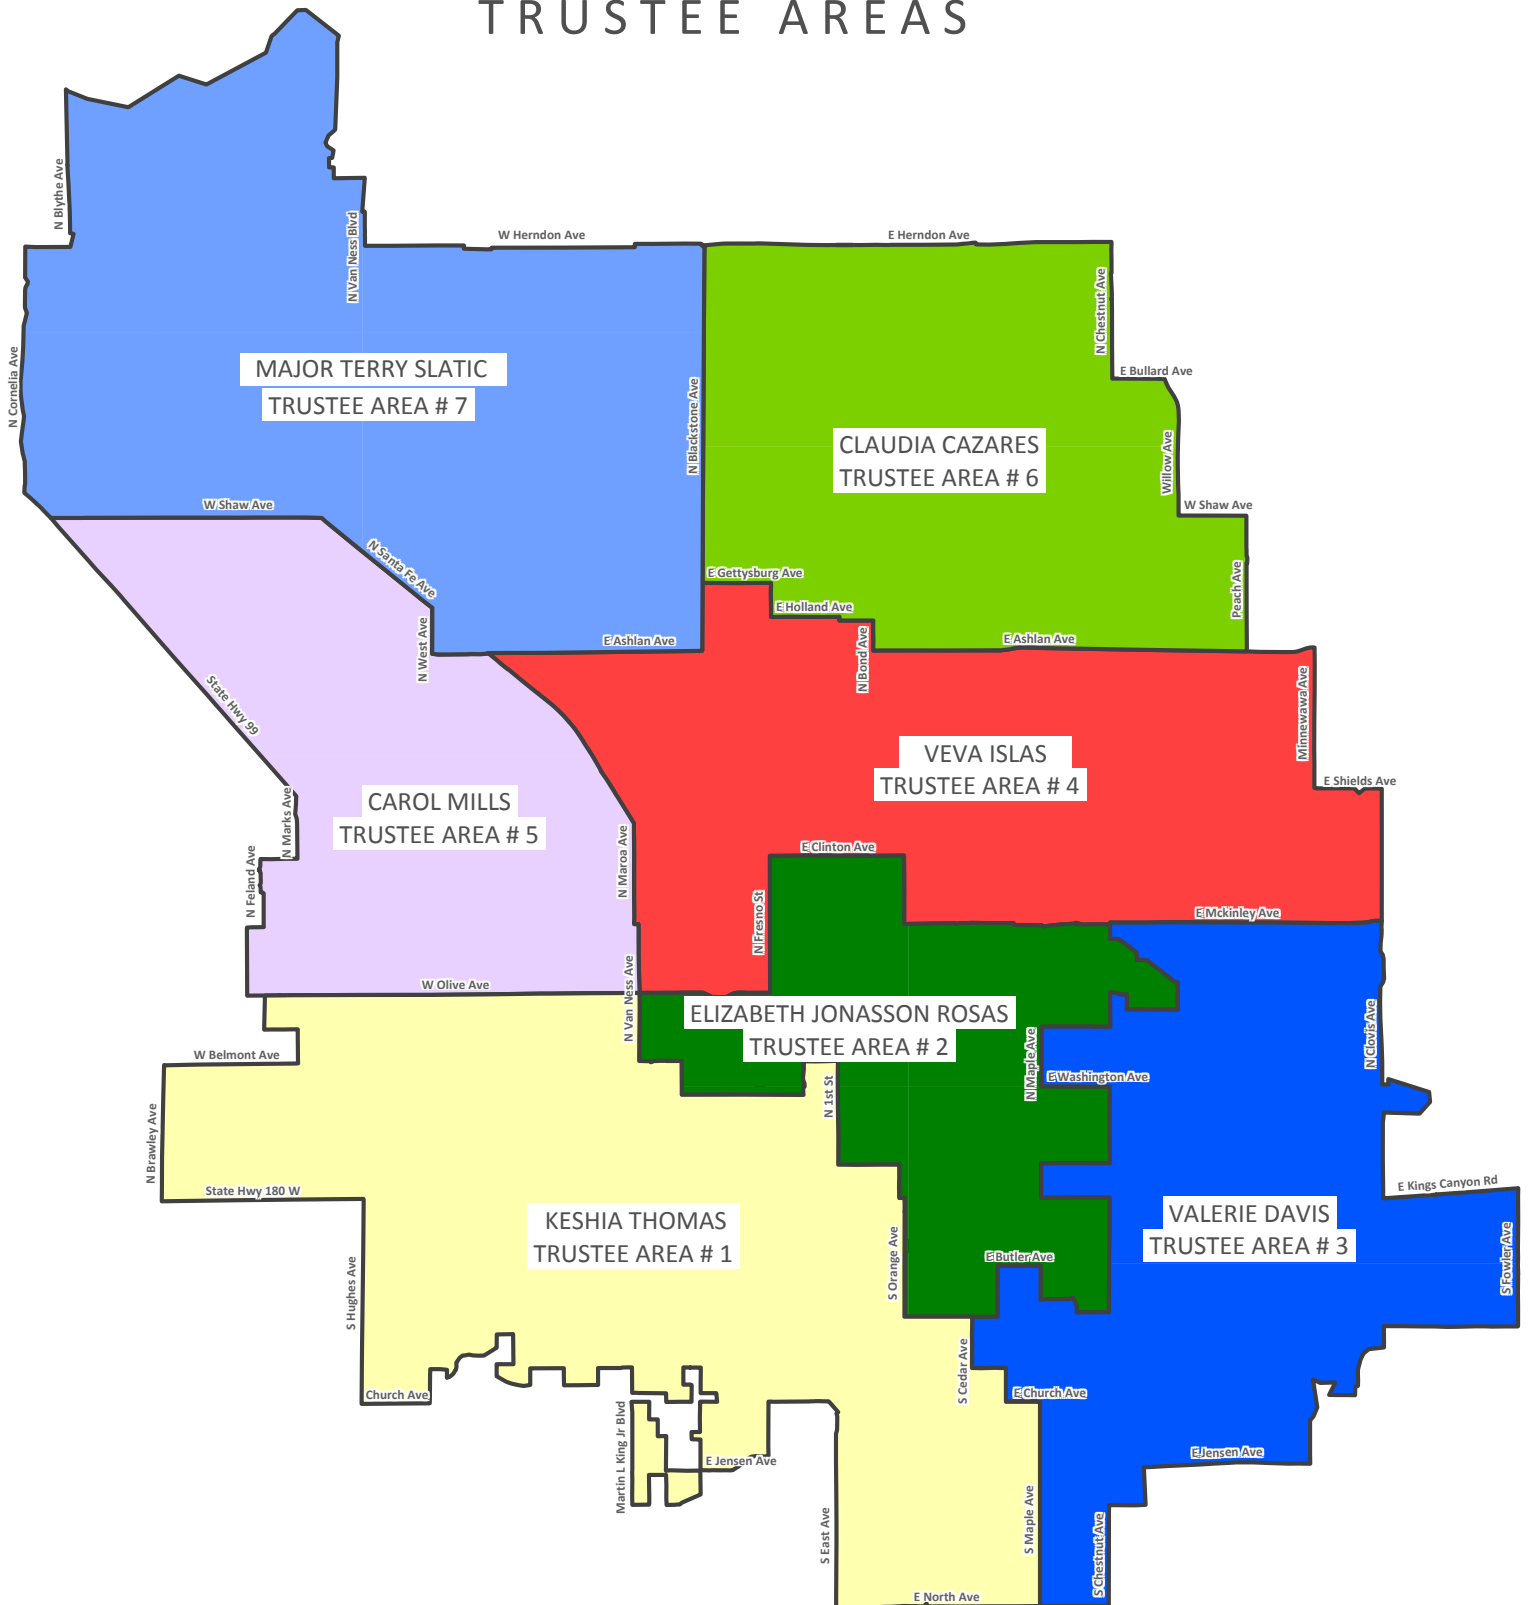 TRUSTEE AREAS
N Blythe Ave
N Van Ness Blvd
W Herndon Ave
E Herndon Ave
N Chestnut Ave
N Cornelia Ave
MAJOR TERRY SLATIC
TRUSTEE AREA # 7
N Blackstone Ave
E Bullard Ave
CLAUDIA CAZARES
TRUSTEE AREA # 6
Willow Ave
W Shaw Ave
W Shaw Ave
N Santa Fe Ave
E Gettysburg Ave
Peach Ave
E Holland Ave
N West Ave
E Ashlan Ave
N Bond Ave
E Ashlan Ave
State Hwy 99
Minnewawa Ave
VEVA ISLAS
TRUSTEE AREA # 4
E Shields Ave
CAROL MILLS
TRUSTEE AREA # 5
N Marks Ave
N Maroa Ave
E Clinton Ave
N Feland Ave
N Fresno St
E Mckinley Ave
W Olive Ave
N Van Ness Ave
ELIZABETH JONASSON ROSAS
TRUSTEE AREA # 2
N Clovis Ave
W Belmont Ave
N 1st St
N Maple Ave
E Washington Ave
N Brawley Ave
State Hwy 180 W
E Kings Canyon Rd
KESHIA THOMAS
TRUSTEE AREA # 1
VALERIE DAVIS
TRUSTEE AREA # 3
S Hughes Ave
S Orange Ave
E Butler Ave
S Fowler Ave
Church Ave
S Cedar Ave
E Church Ave
Martin L King Jr Blvd
E Jensen Ave
E Jensen Ave
S East Ave
S Maple Ave
S Chestnut Ave
E North Ave